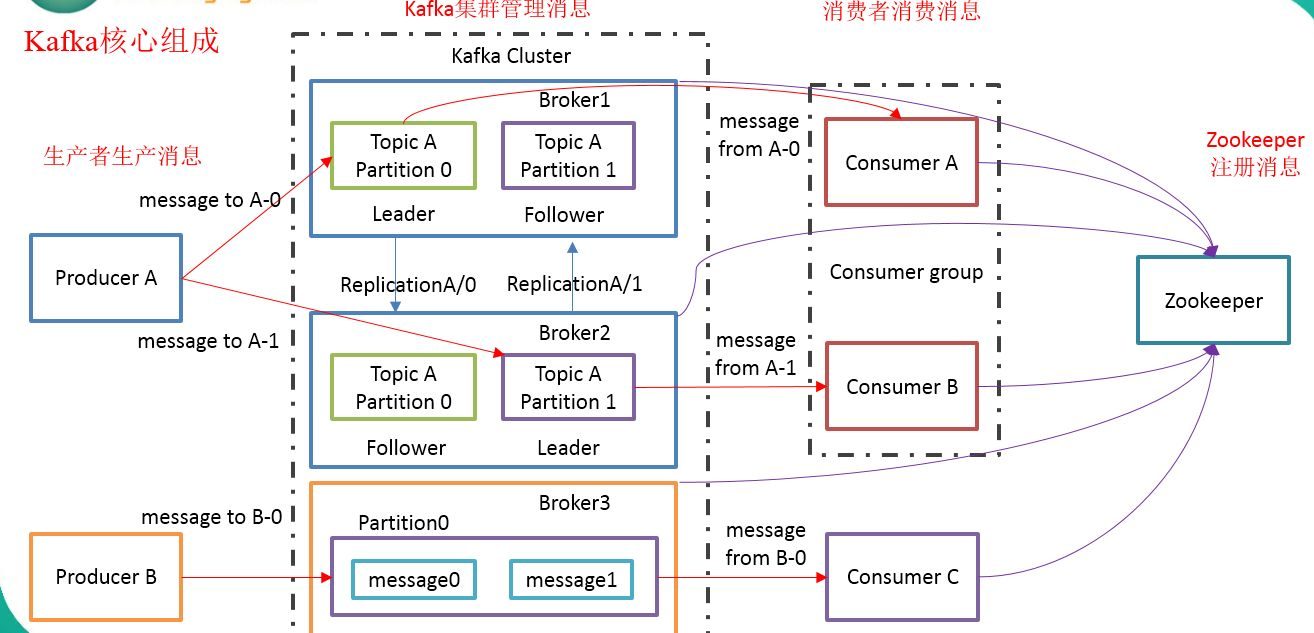 Kafka集群管理消息
消费者消费消息
Kafka核心组成
Kafka Cluster
Broker1
Topic A
Partition 0
Topic A
Partition 1
Leader
Follower
message
from A-0
Consumer A
Zookeeper
注册消息
生产者生产消息
message to A-0
Producer A
message to A-1
ReplicationA/0
ReplicationA/1
Consumer group
Zookeeper
Broker2
Topic A
Partition 0
Topic A
Partition 1
Follower
Leader
message
from A-1
Consumer B
message to B-0
Producer B
Broker3
Partition0
message0
message1
message
from B-0
Consumer C